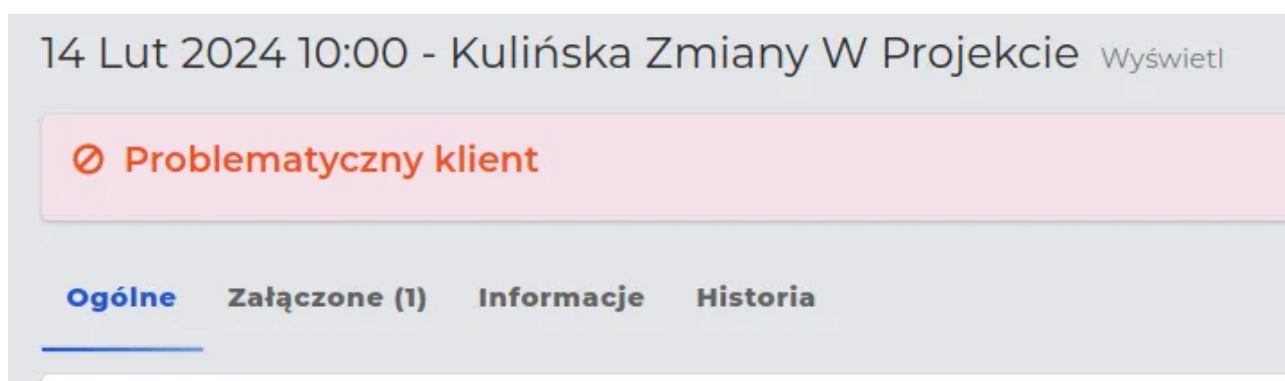 14 Lut 2024 10:00 - Kulińska Zmiany W Projekcie Wyświetl
Problematyczny klient
Ogólne Załączone (1) Informacje Historia